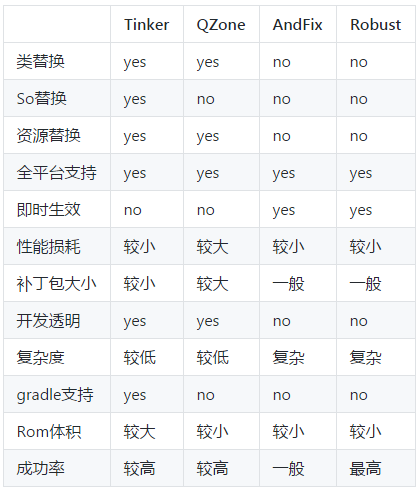 Tinker QZone AndFix Robust
类替换 yes yes no no
So替换 yes no no no
资源替换 yes yes no no
全平台支持 yes yes yes yes
即时生效 no no yes yes
性能损耗 较小 较大 较小 较小
补丁包大小 较小 较大 一般 一般
开发透明 yes yes no no
复杂度 较低 较低 复杂 复杂
gradle支持 yes no no no
Rom体积 较大 较小 较小 较小
成功率 较高 较高 一般 最高